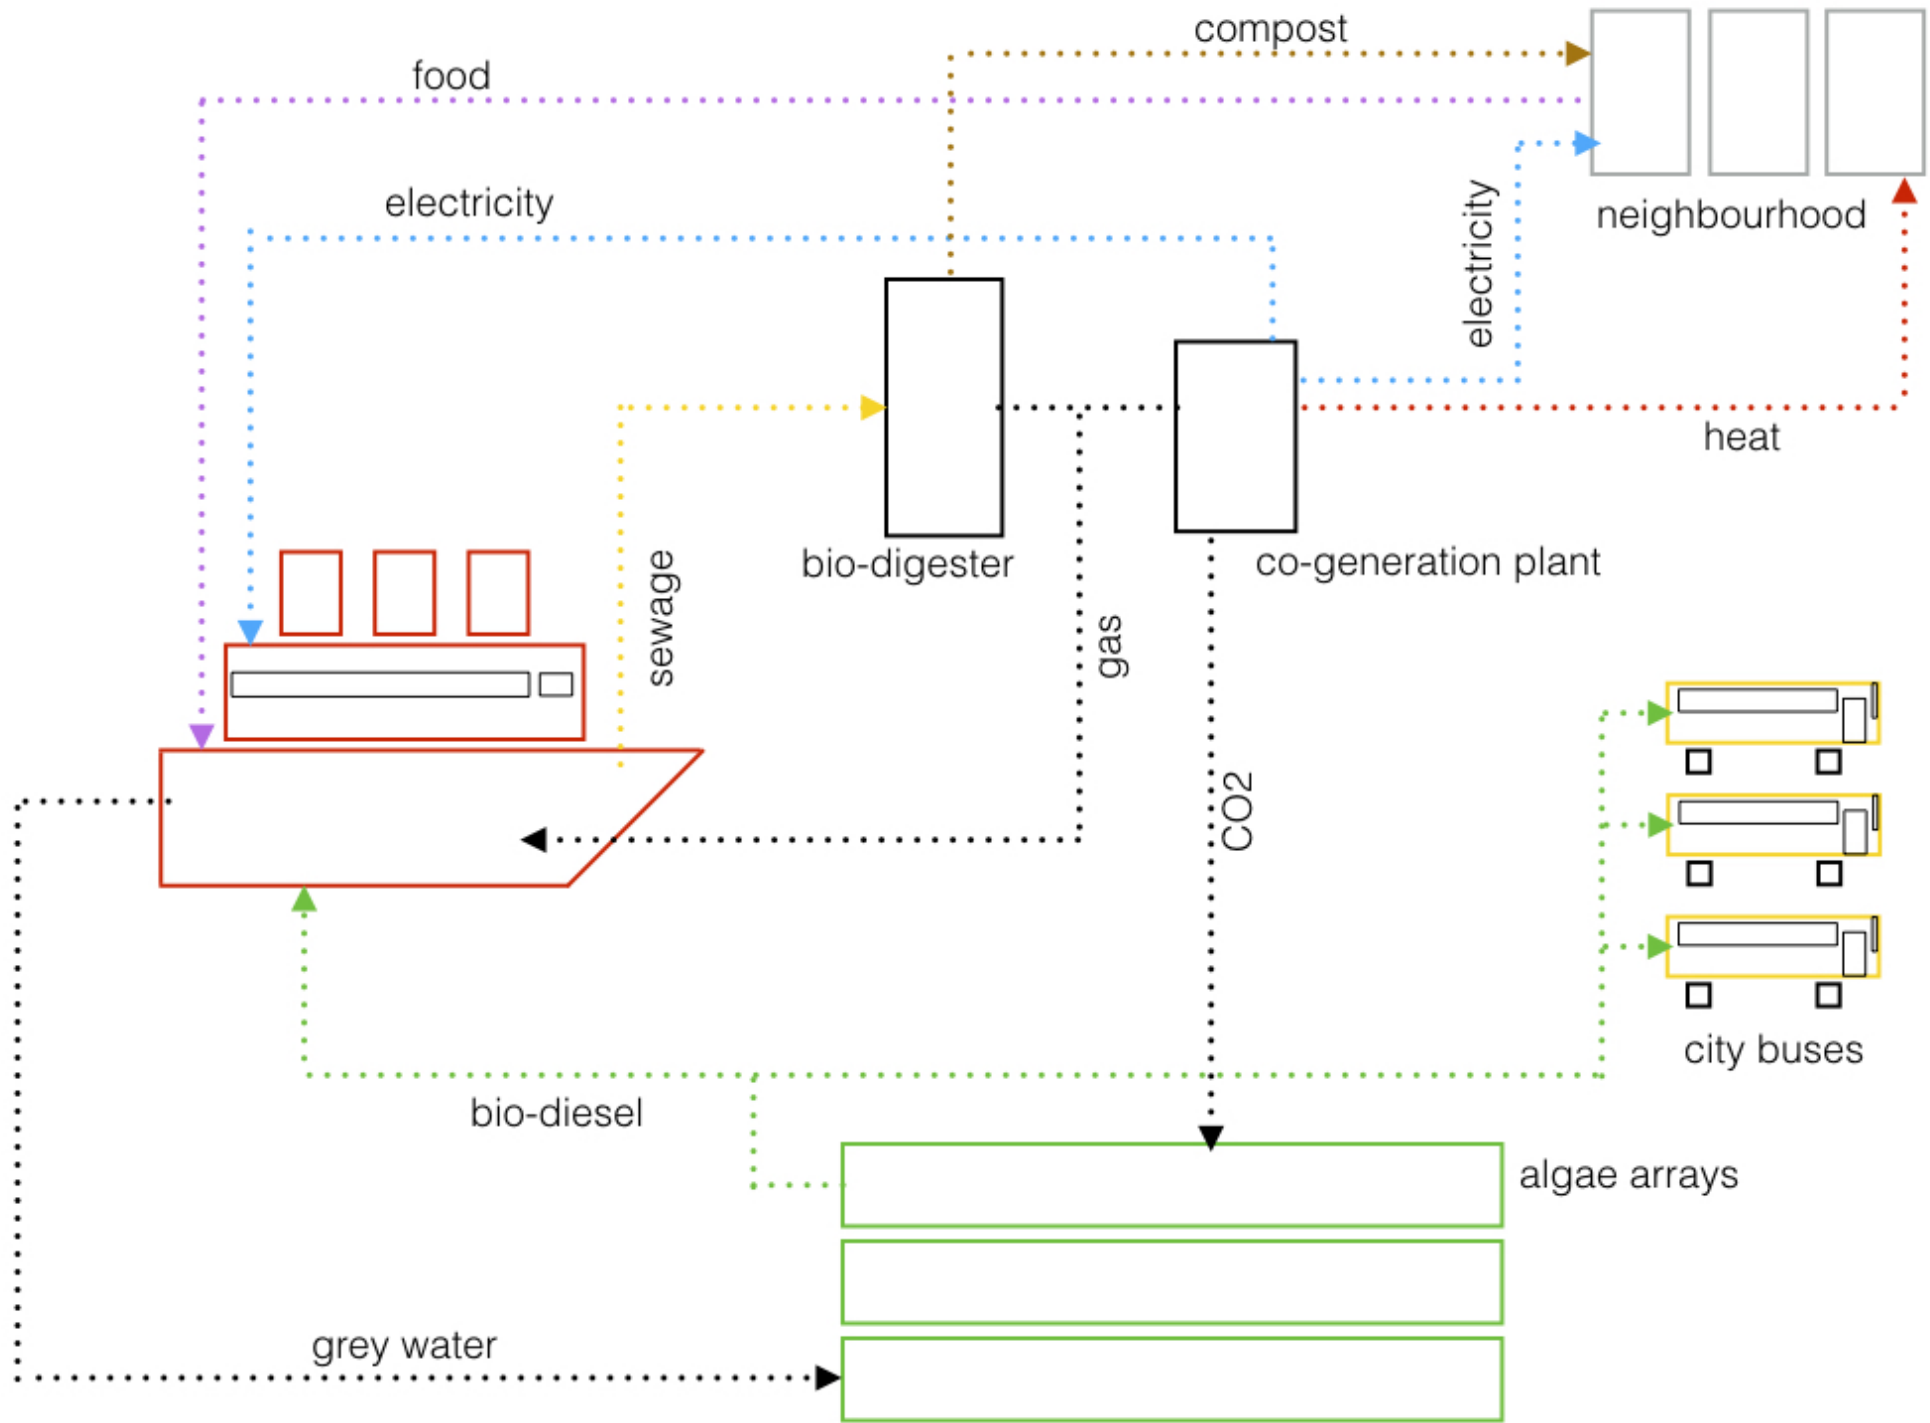 compost
food
electricity
neighbourhood
electricity
heat
bio-digester
co-generation plant
sewage
gas
CO2
city buses
bio-diesel
algae arrays
grey water